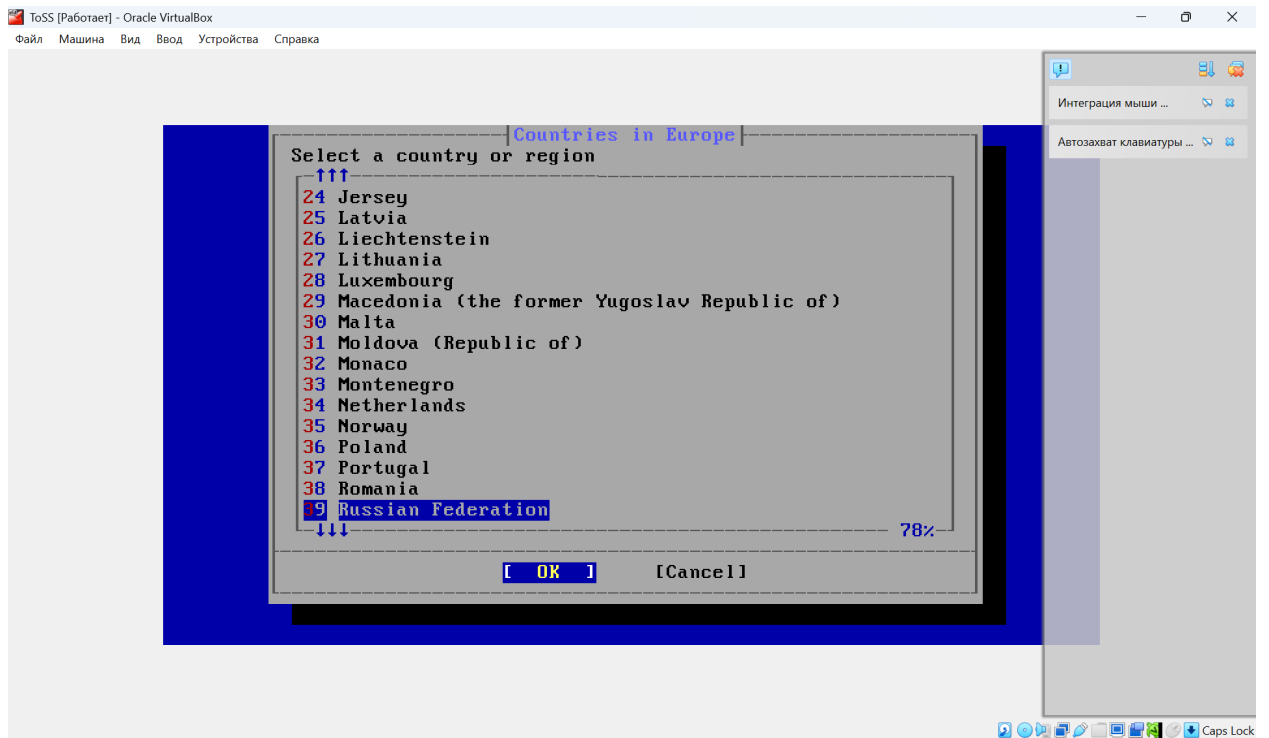 ToSS [Работает] - Oracle VirtualBox
Файл Машина Вид Ввод Устройства Справка
Интеграция мыши ...
Автозахват клавиатуры ...
Countries in Europe
Select a country or region
↑↑↑
24 Jersey
25 Latvia
26 Liechtenstein
27 Lithuania
28 Luxembourg
29 Macedonia (the former Yugoslav Republic of)
30 Malta
31 Moldova (Republic of)
32 Monaco
33 Montenegro
34 Netherlands
35 Norway
36 Poland
37 Portugal
38 Romania
39 Russian Federation
↓↓↓ 78%
[ OK ] [Cancel]
Caps Lock